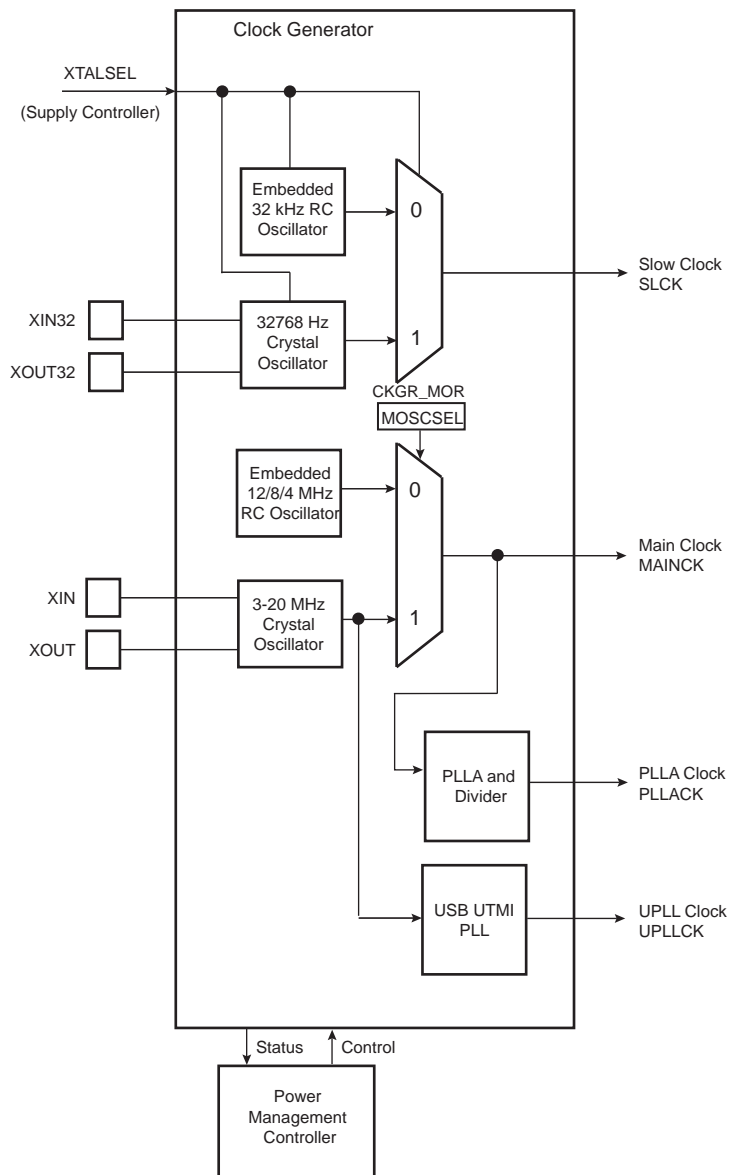 Clock Generator
XTALSEL
(Supply Controller)
Embedded
32 kHz RC
Oscillator
0
Slow Clock
SLCK
XIN32
32768 Hz
Crystal
Oscillator
1
XOUT32
CKGR_MOR
MOSCSEL
Embedded
12/8/4 MHz
RC Oscillator
0
Main Clock
MAINCK
XIN
3-20 MHz
Crystal
Oscillator
1
XOUT
PLLA and
Divider
PLLA Clock
PLLACK
USB UTMI
PLL
UPLL Clock
UPLLCK
Status
Control
Power
Management
Controller